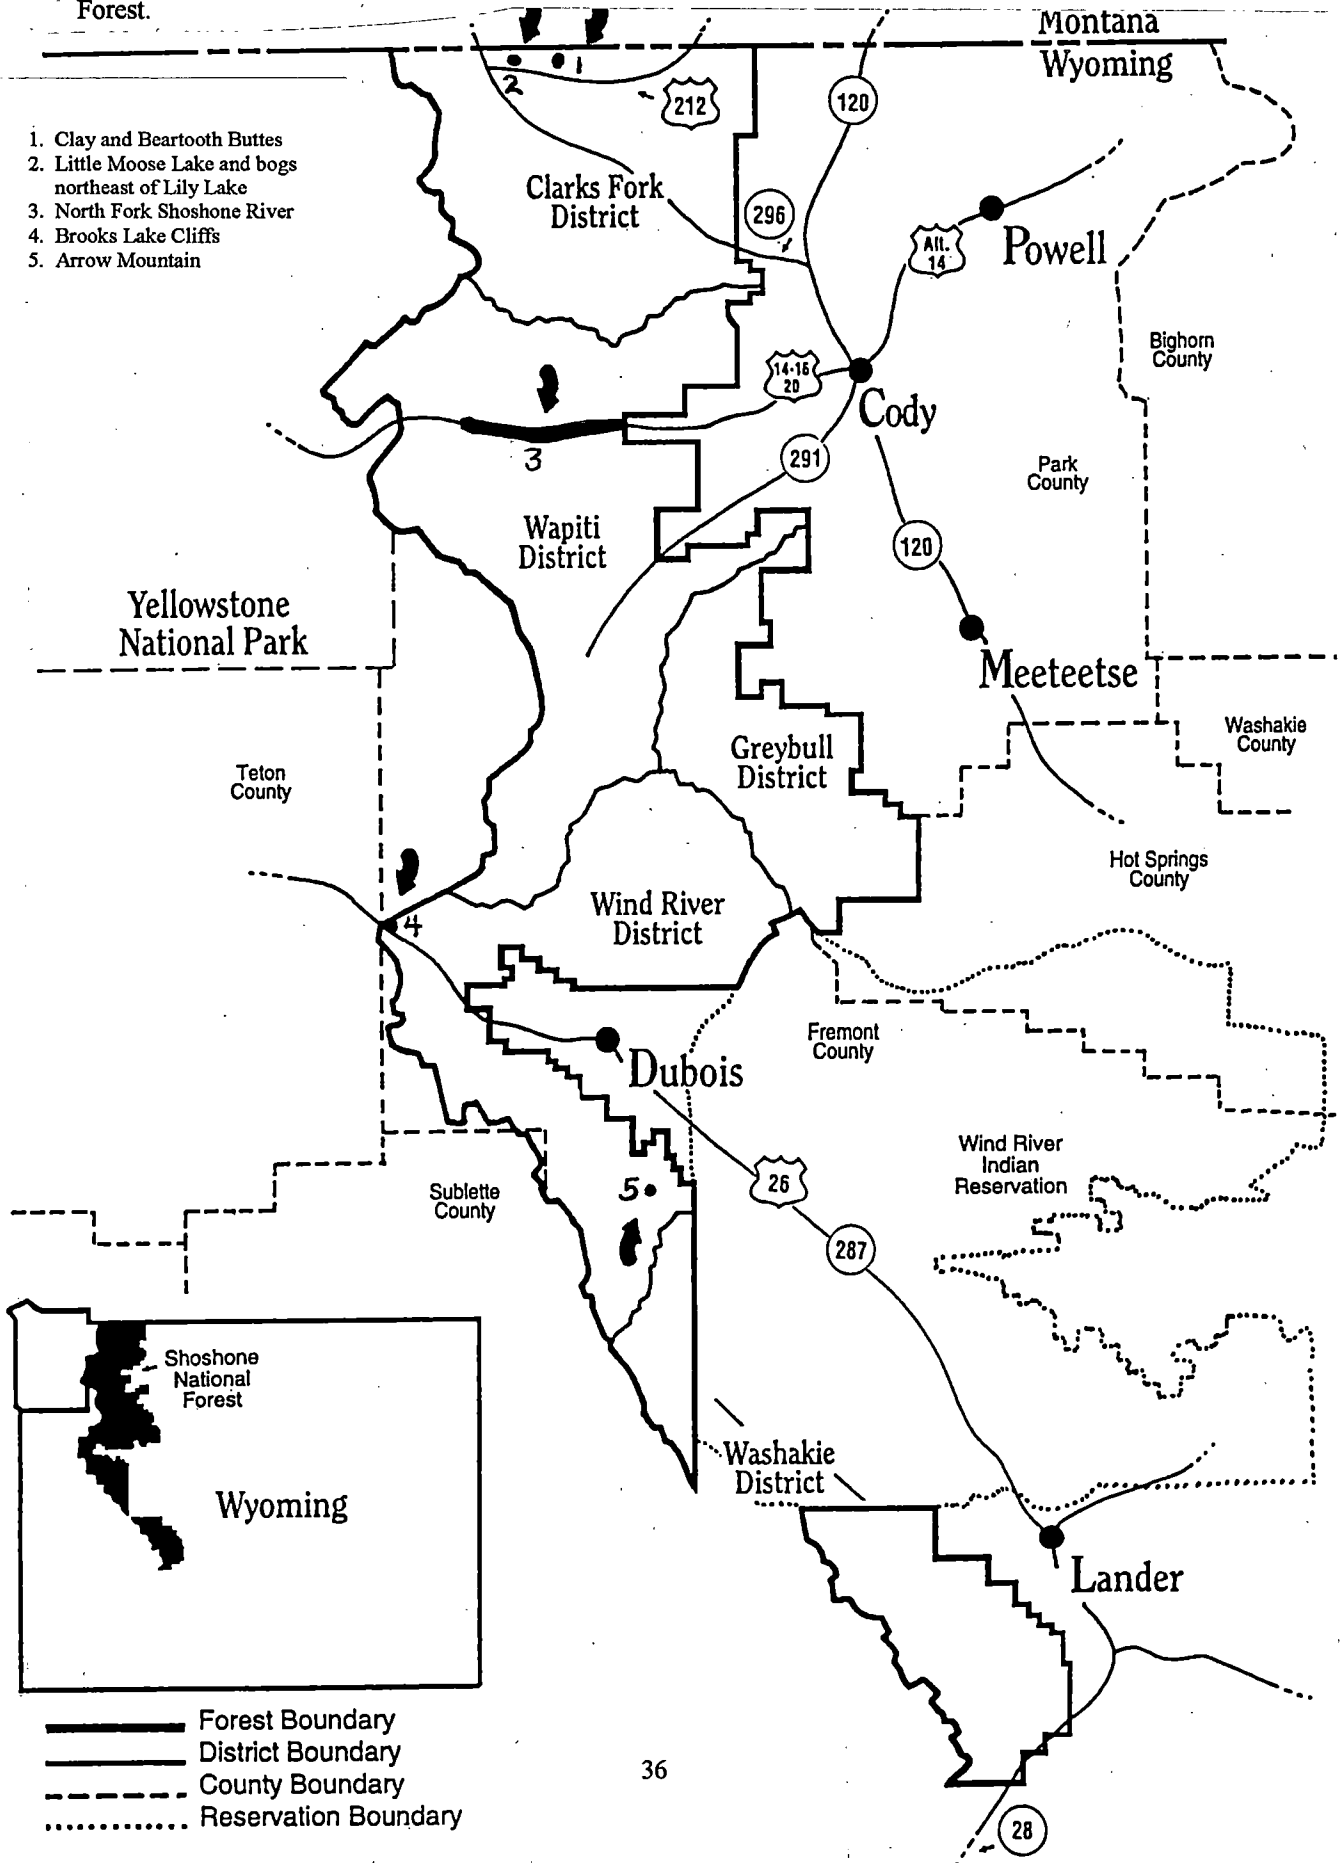 Forest.
Montana
Wyoming
1
2
212
120
1. Clay and Beartooth Buttes
2. Little Moose Lake and bogs
northeast of Lily Lake
3. North Fork Shoshone River
4. Brooks Lake Cliffs
5. Arrow Mountain
Clarks Fork
District
296
Alt.
14
Powell
Bighorn
County
14-16
20
Cody
3
291
Park
County
Wapiti
District
120
Yellowstone
National Park
Meeteetse
Washakie
County
Greybull
District
Teton
County
Hot Springs
County
Wind River
District
4
Fremont
County
Dubois
Wind River
Indian
Reservation
26
5
Sublette
County
287
Shoshone
National
Forest
Washakie
District
Wyoming
Lander
Forest Boundary
District Boundary
County Boundary
Reservation Boundary
36
28